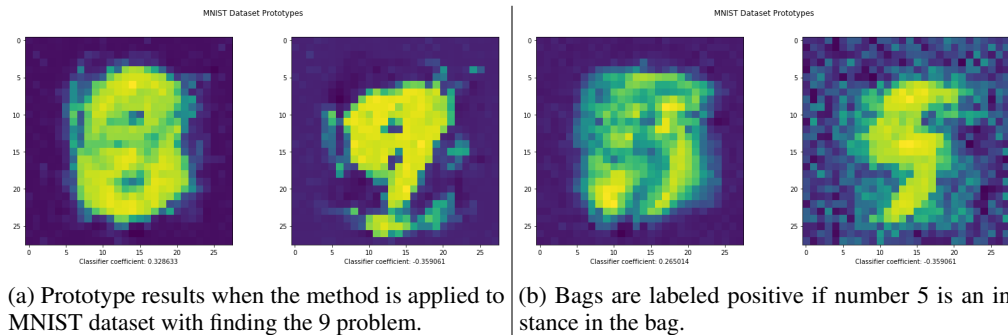 MNIST Dataset Prototypes
0
5
10
15
20
25
0 5 10 15 20 25
Classifier coefficient: 0.328633
0
5
10
15
20
25
0 5 10 15 20 25
Classifier coefficient: -0.359061
(a) Prototype results when the method is applied to
MNIST dataset with finding the 9 problem.
MNIST Dataset Prototypes
0
5
10
15
20
25
0 5 10 15 20 25
Classifier coefficient: 0.265014
0
5
10
15
20
25
0 5 10 15 20 25
Classifier coefficient: -0.359061
(b) Bags are labeled positive if number 5 is an in-
stance in the bag.